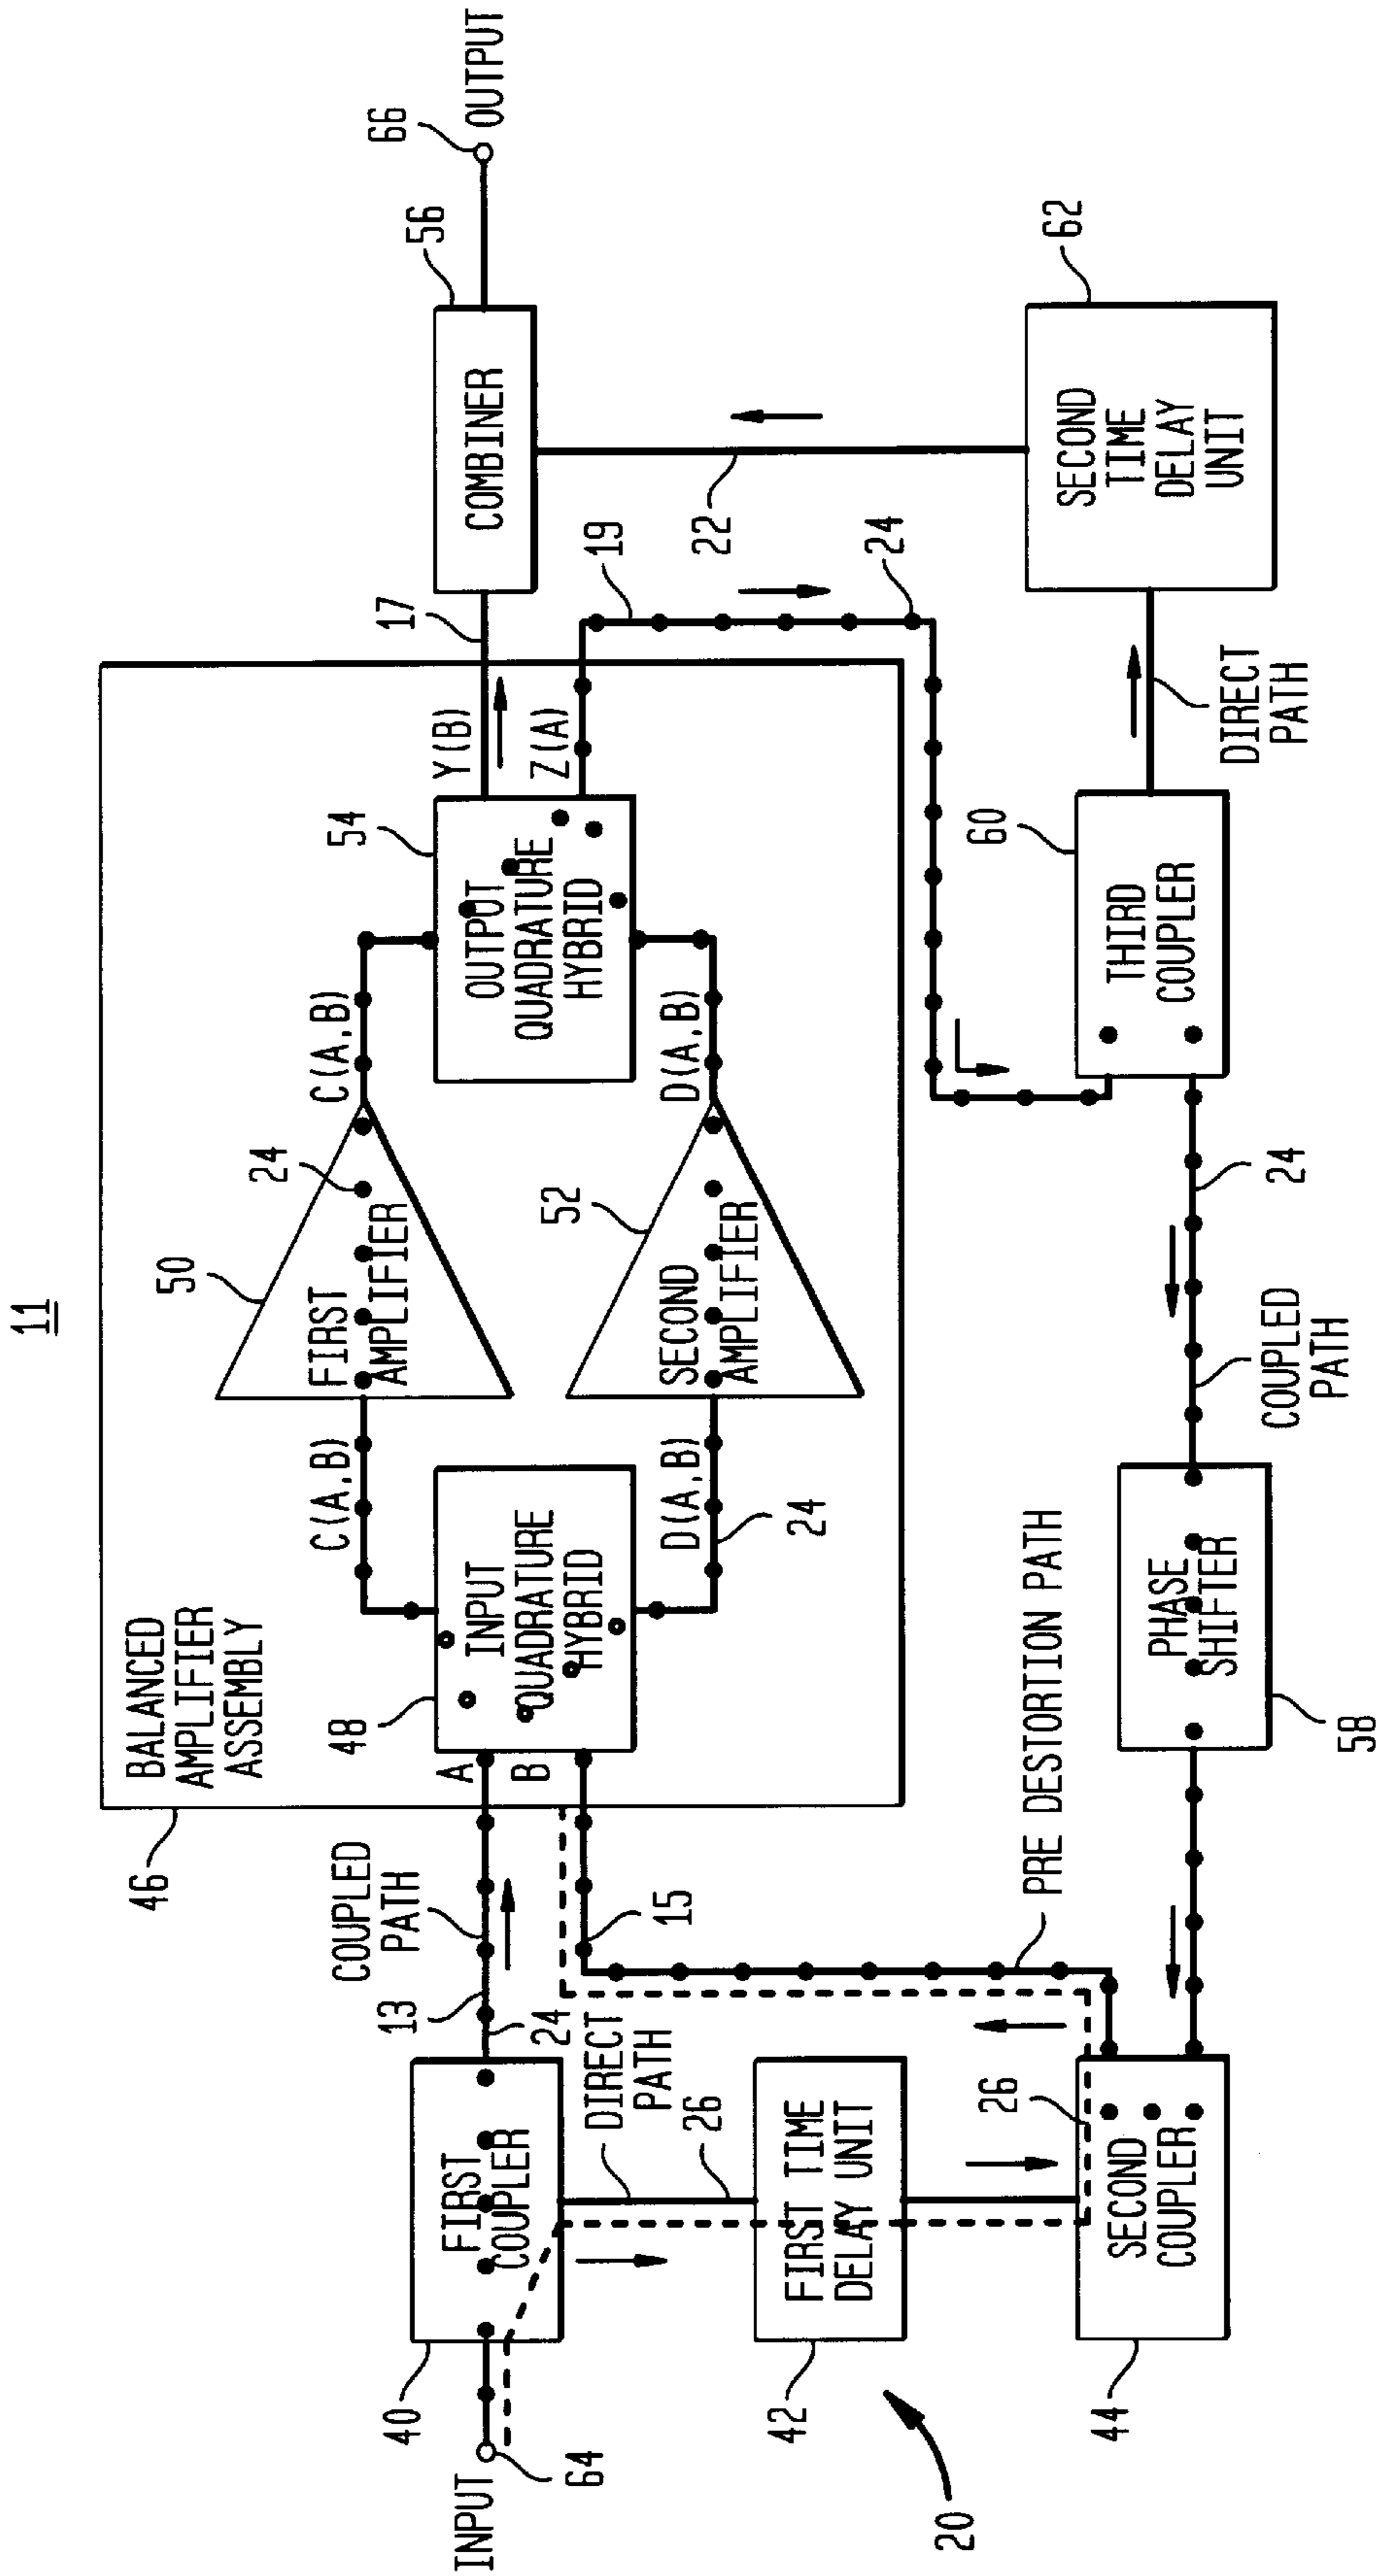 11
BALANCED
AMPLIFIER
ASSEMBLY
46
INPUT
64
40
FIRST
COUPLER
24
13
COUPLED
PATH
A
B
48
INPUT
QUADRATURE
HYBRID
C(A,B)
D(A,B)
24
50
FIRST
AMPLIFIER
24
52
SECOND
AMPLIFIER
C(A,B)
D(A,B)
54
OUTPUT
QUADRATURE
HYBRID
Y(B)
Z(A)
17
COMBINER
56
66
OUTPUT
19
24
22
SECOND
TIME
DELAY
UNIT
62
DIRECT
PATH
60
THIRD
COUPLER
24
COUPLED
PATH
PHASE
SHIFTER
58
PRE DESTORTION PATH
15
DIRECT
PATH
26
FIRST TIME
DELAY UNIT
42
26
SECOND
COUPLER
44
20